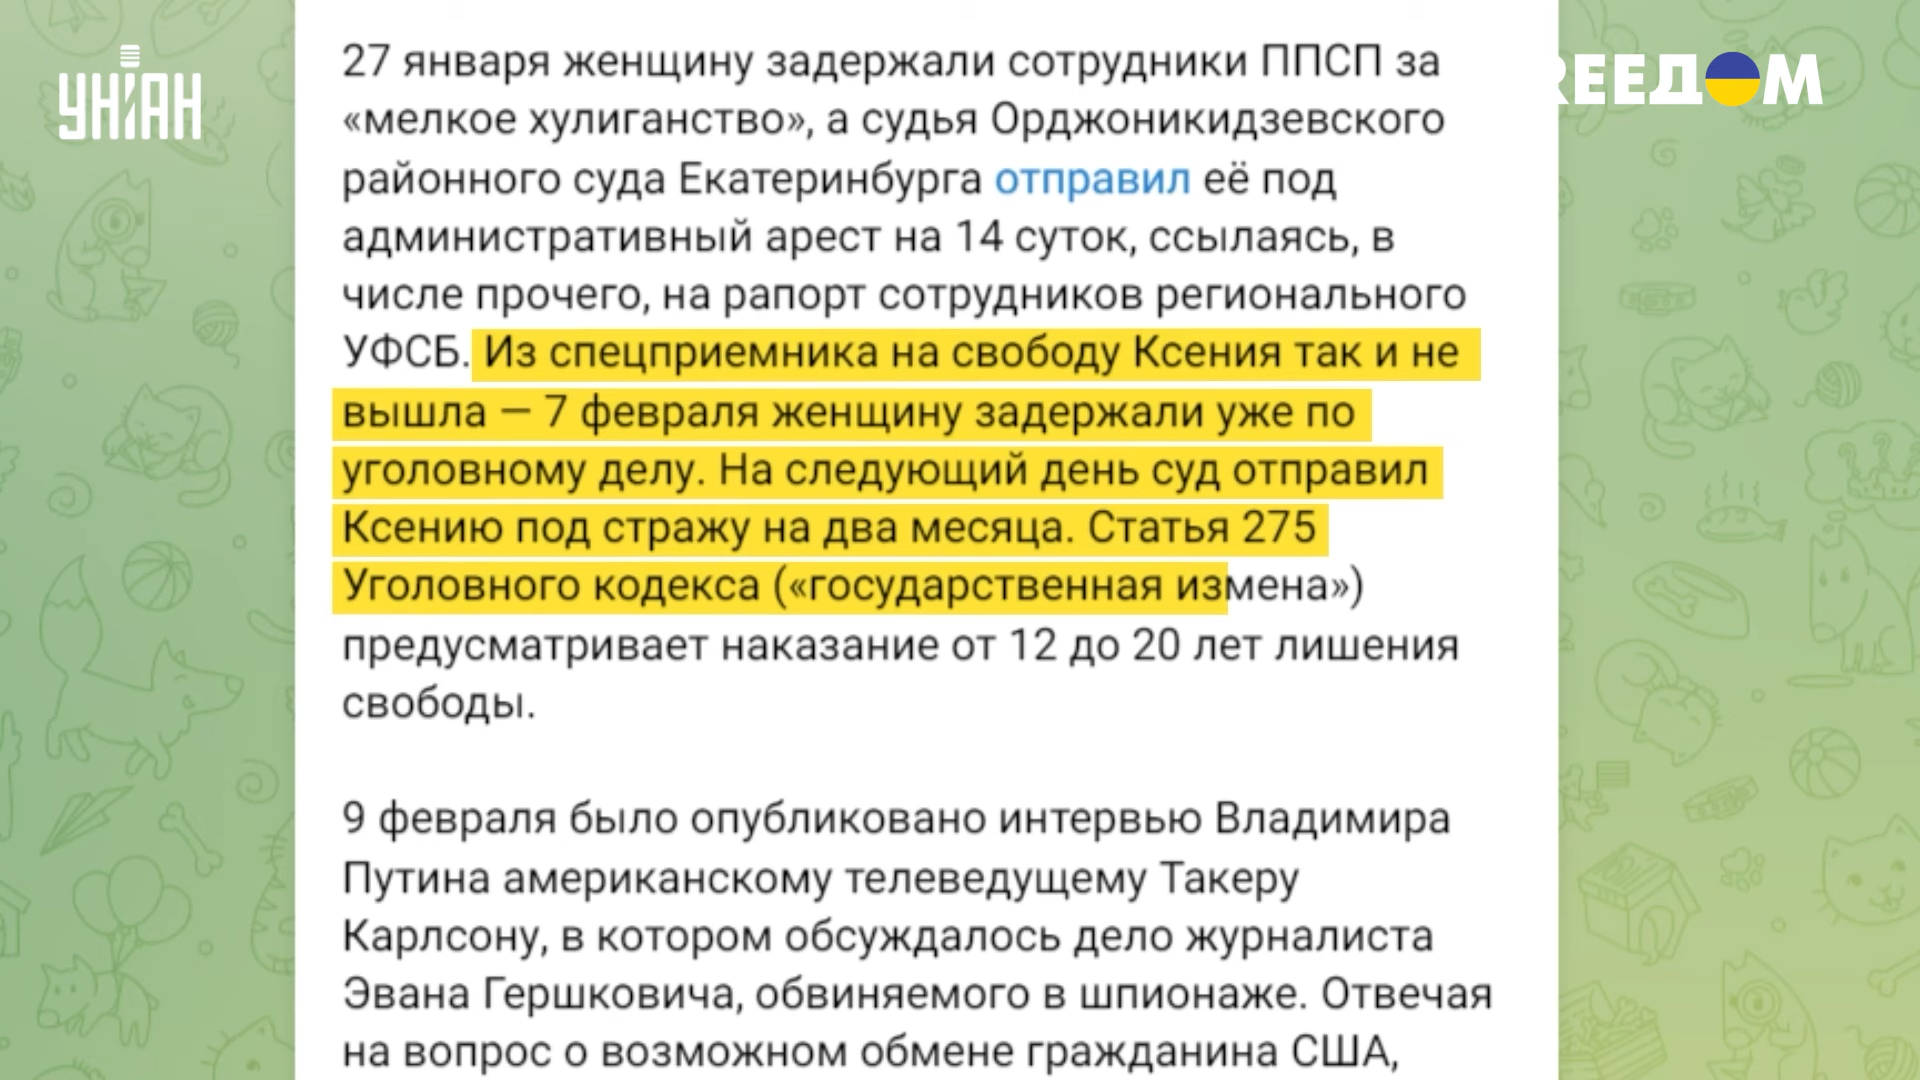 УНІАН
REEДOM
27 января женщину задержали сотрудники ППСП за
«мелкое хулиганство», а судья Орджоникидзевского
районного суда Екатеринбурга отправил её под
административный арест на 14 суток, ссылаясь, в
числе прочего, на рапорт сотрудников регионального
УФСБ. Из спецприемника на свободу Ксения так и не
вышла — 7 февраля женщину задержали уже по
уголовному делу. На следующий день суд отправил
Ксению под стражу на два месяца. Статья 275
Уголовного кодекса («государственная измена»)
предусматривает наказание от 12 до 20 лет лишения
свободы.
9 февраля было опубликовано интервью Владимира
Путина американскому телеведущему Такеру
Карлсону, в котором обсуждалось дело журналиста
Эвана Гершковича, обвиняемого в шпионаже. Отвечая
на вопрос о возможном обмене гражданина США,